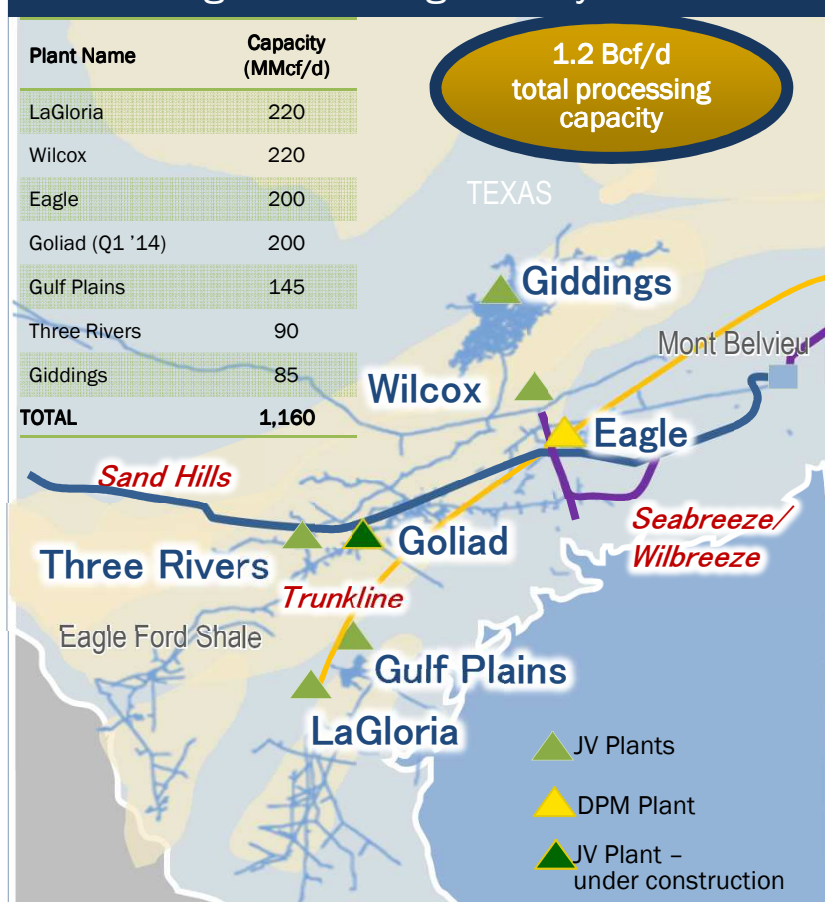 Plant Name Capacity (MMcf/d)
LaGloria 220
Wilcox 220
Eagle 200
Goliad (Q1 ’14) 200
Gulf Plains 145
Three Rivers 90
Giddings 85
TOTAL 1,160
1.2 Bcf/d
total processing
capacity
TEXAS
Giddings
Mont Belvieu
Wilcox
Eagle
Sand Hills
Seabreeze/
Wilbreeze
Goliad
Three Rivers
Trunkline
Eagle Ford Shale
Gulf Plains
LaGloria
JV Plants
DPM Plant
JV Plant –
under construction